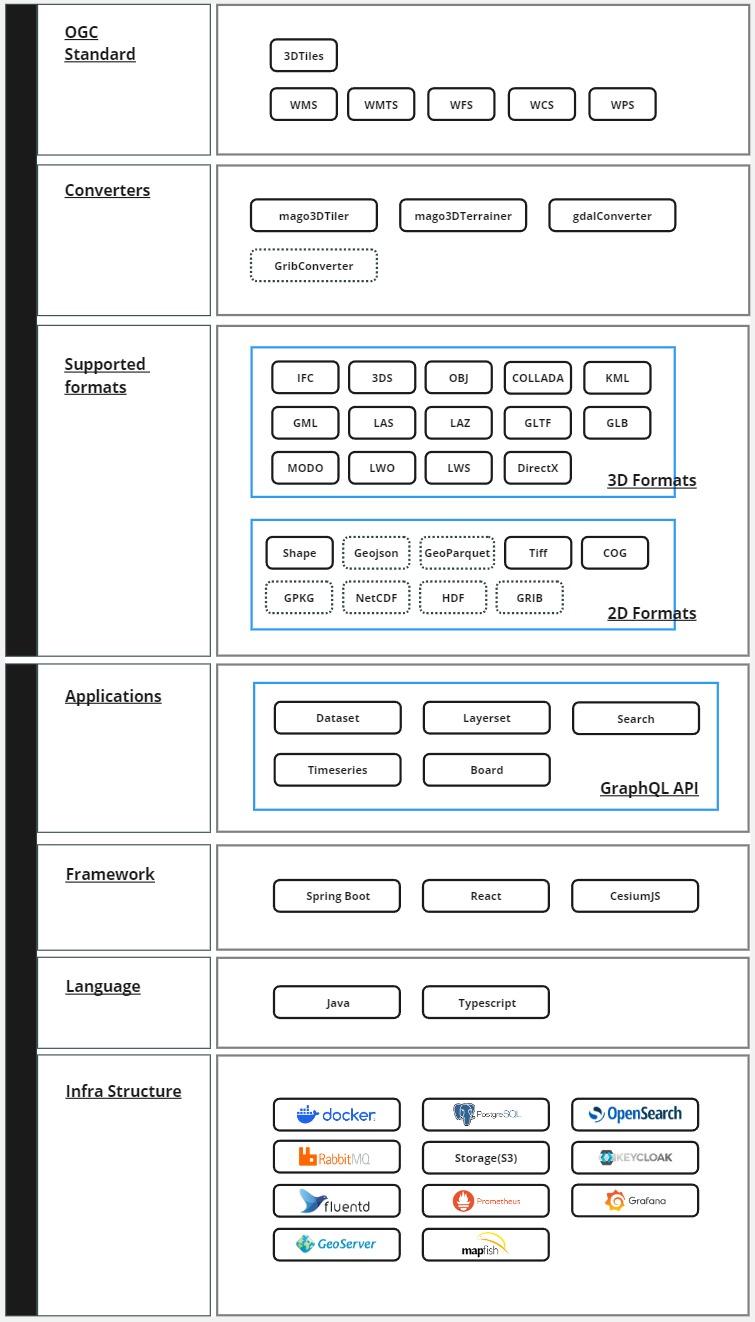 OGC
Standard
3DTiles
WMS WMTS WFS WCS WPS
Converters
mago3DTiler mago3DTerrainer gdalConverter
GribConverter
Supported
formats
IFC 3DS OBJ COLLADA KML
GML LAS LAZ GLTF GLB
MODO LWO LWS DirectX
3D Formats
Shape Geojson GeoParquet Tiff COG
GPKG NetCDF HDF GRIB
2D Formats
Applications
Dataset Layerset Search
Timeseries Board
GraphQL API
Framework
Spring Boot React CesiumJS
Language
Java Typescript
Infra Structure
docker PostgreSQL OpenSearch
RabbitMQ Storage(S3) KEYCLOAK
fluentd Prometheus Grafana
GeoServer mapfish